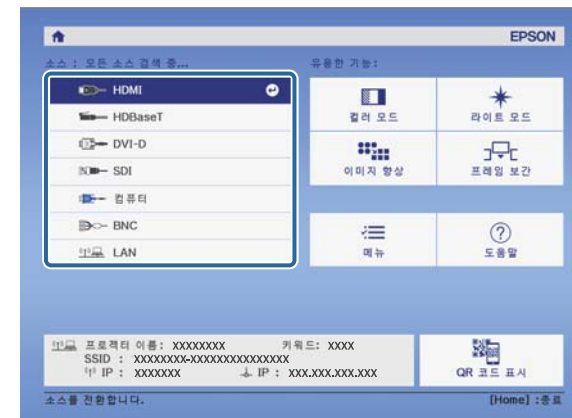 EPSON
소스 : 모든 소스 검색 중...
유용한 기능:
HDMI
HDBaseT
DVI-D
SDI
컴퓨터
BNC
LAN
컬러 모드
라이트 모드
이미지 향상
프레임 보간
메뉴
도움말
프로젝터 이름: XXXXXXXX 키워드: XXXX
SSID : XXXXXXXX-XXXXXXXXXXXXXXX
IP : XXXXXXX IP : XXX.XXX.XXX.XXX
QR 코드 표시
소스를 전환합니다.
[Home] :종료